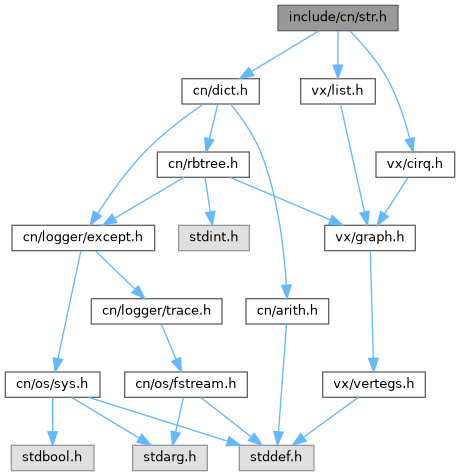 include/cn/str.h
cn/dict.h
vx/list.h
cn/rbtree.h
vx/cirq.h
cn/logger/except.h
stdint.h
vx/graph.h
cn/logger/trace.h
cn/arith.h
cn/os/sys.h
cn/os/fstream.h
vx/vertegs.h
stdbool.h
stdarg.h
stddef.h